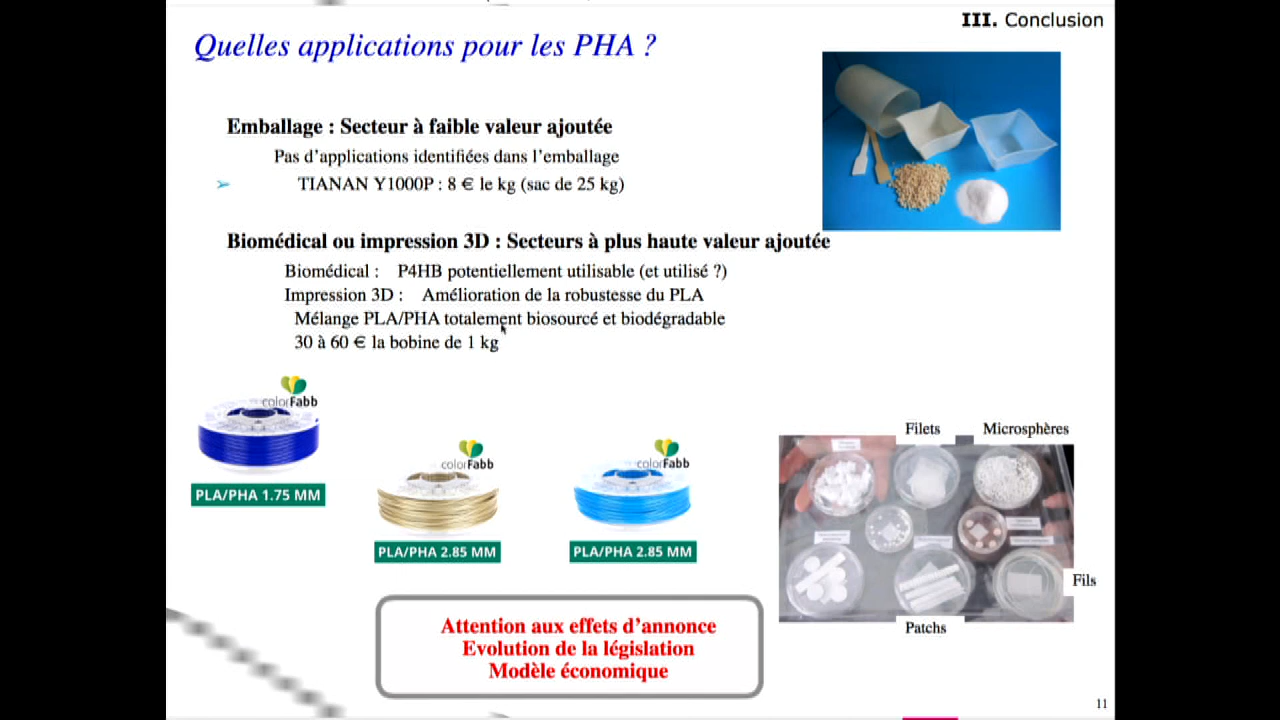 III. Conclusion
Quelles applications pour les PHA ?
Emballage : Secteur à faible valeur ajoutée
Pas d’applications identifiées dans l’emballage
➢ TIANAN Y1000P : 8 € le kg (sac de 25 kg)
Biomédical ou impression 3D : Secteurs à plus haute valeur ajoutée
Biomédical : P4HB potentiellement utilisable (et utilisé ?)
Impression 3D : Amélioration de la robustesse du PLA
Mélange PLA/PHA totalement biosourcé et biodégradable
30 à 60 € la bobine de 1 kg
colorFabb
PLA/PHA 1.75 MM
colorFabb
PLA/PHA 2.85 MM
colorFabb
PLA/PHA 2.85 MM
Filets
Microsphères
Fils
Patchs
Attention aux effets d’annonce
Evolution de la législation
Modèle économique
11